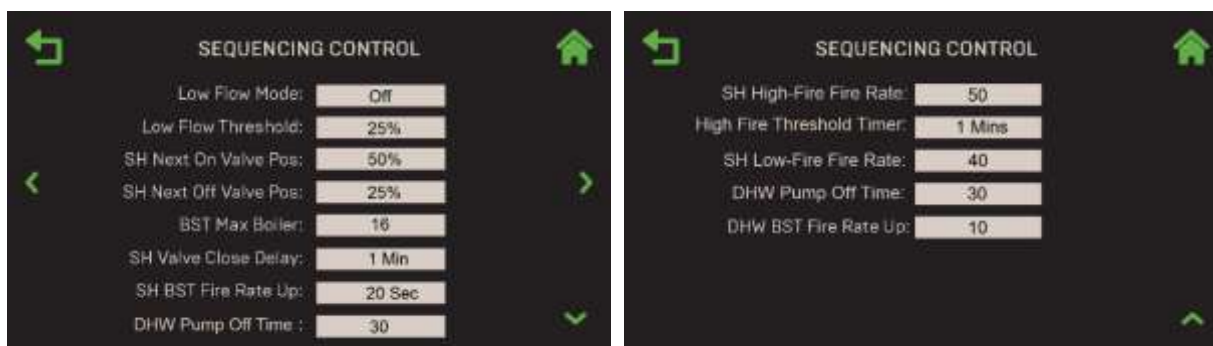 SEQUENCING CONTROL
Low Flow Mode: Off
Low Flow Threshold: 25%
SH Next On Valve Pos: 50%
SH Next Off Valve Pos: 25%
BST Max Boiler: 16
SH Valve Close Delay: 1 Min
SH BST Fire Rate Up: 20 Sec
DHW Pump Off Time : 30
SEQUENCING CONTROL
SH High-Fire Fire Rate: 50
High Fire Threshold Timer: 1 Mins
SH Low-Fire Fire Rate: 40
DHW Pump Off Time: 30
DHW BST Fire Rate Up: 10